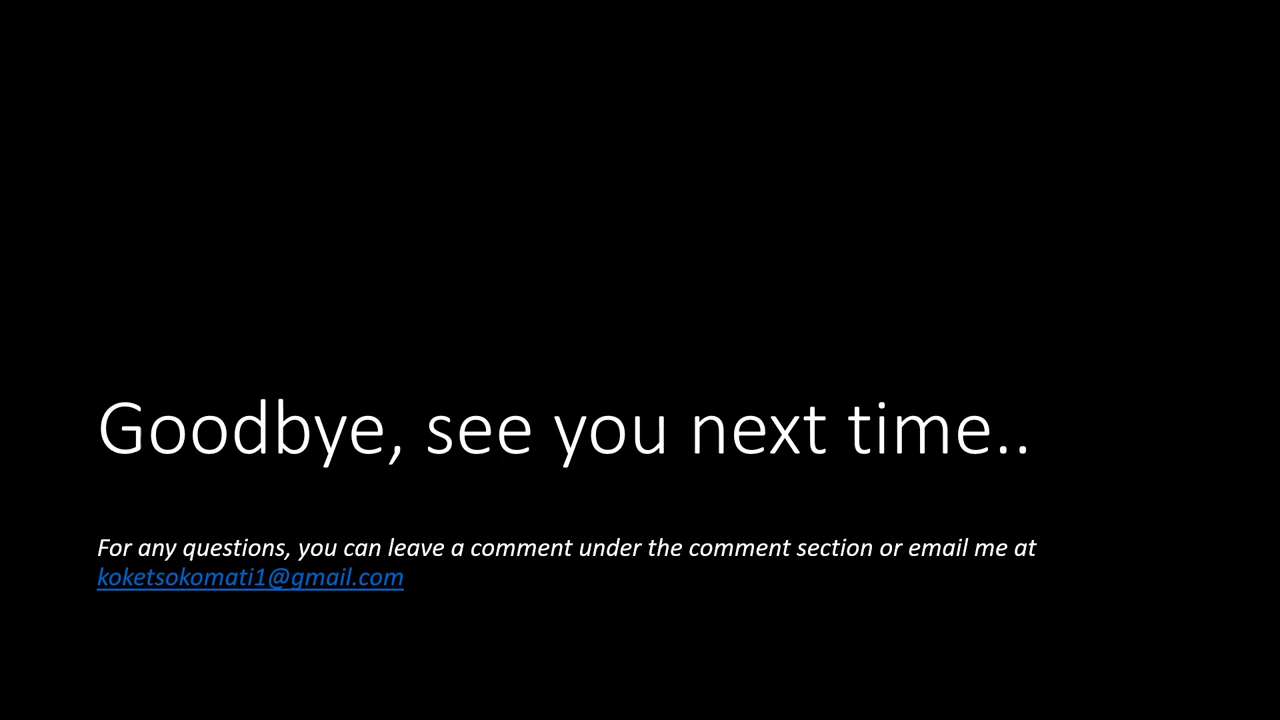 Goodbye, see you next time..
For any questions, you can leave a comment under the comment section or email me at
koketsokomati1@gmail.com